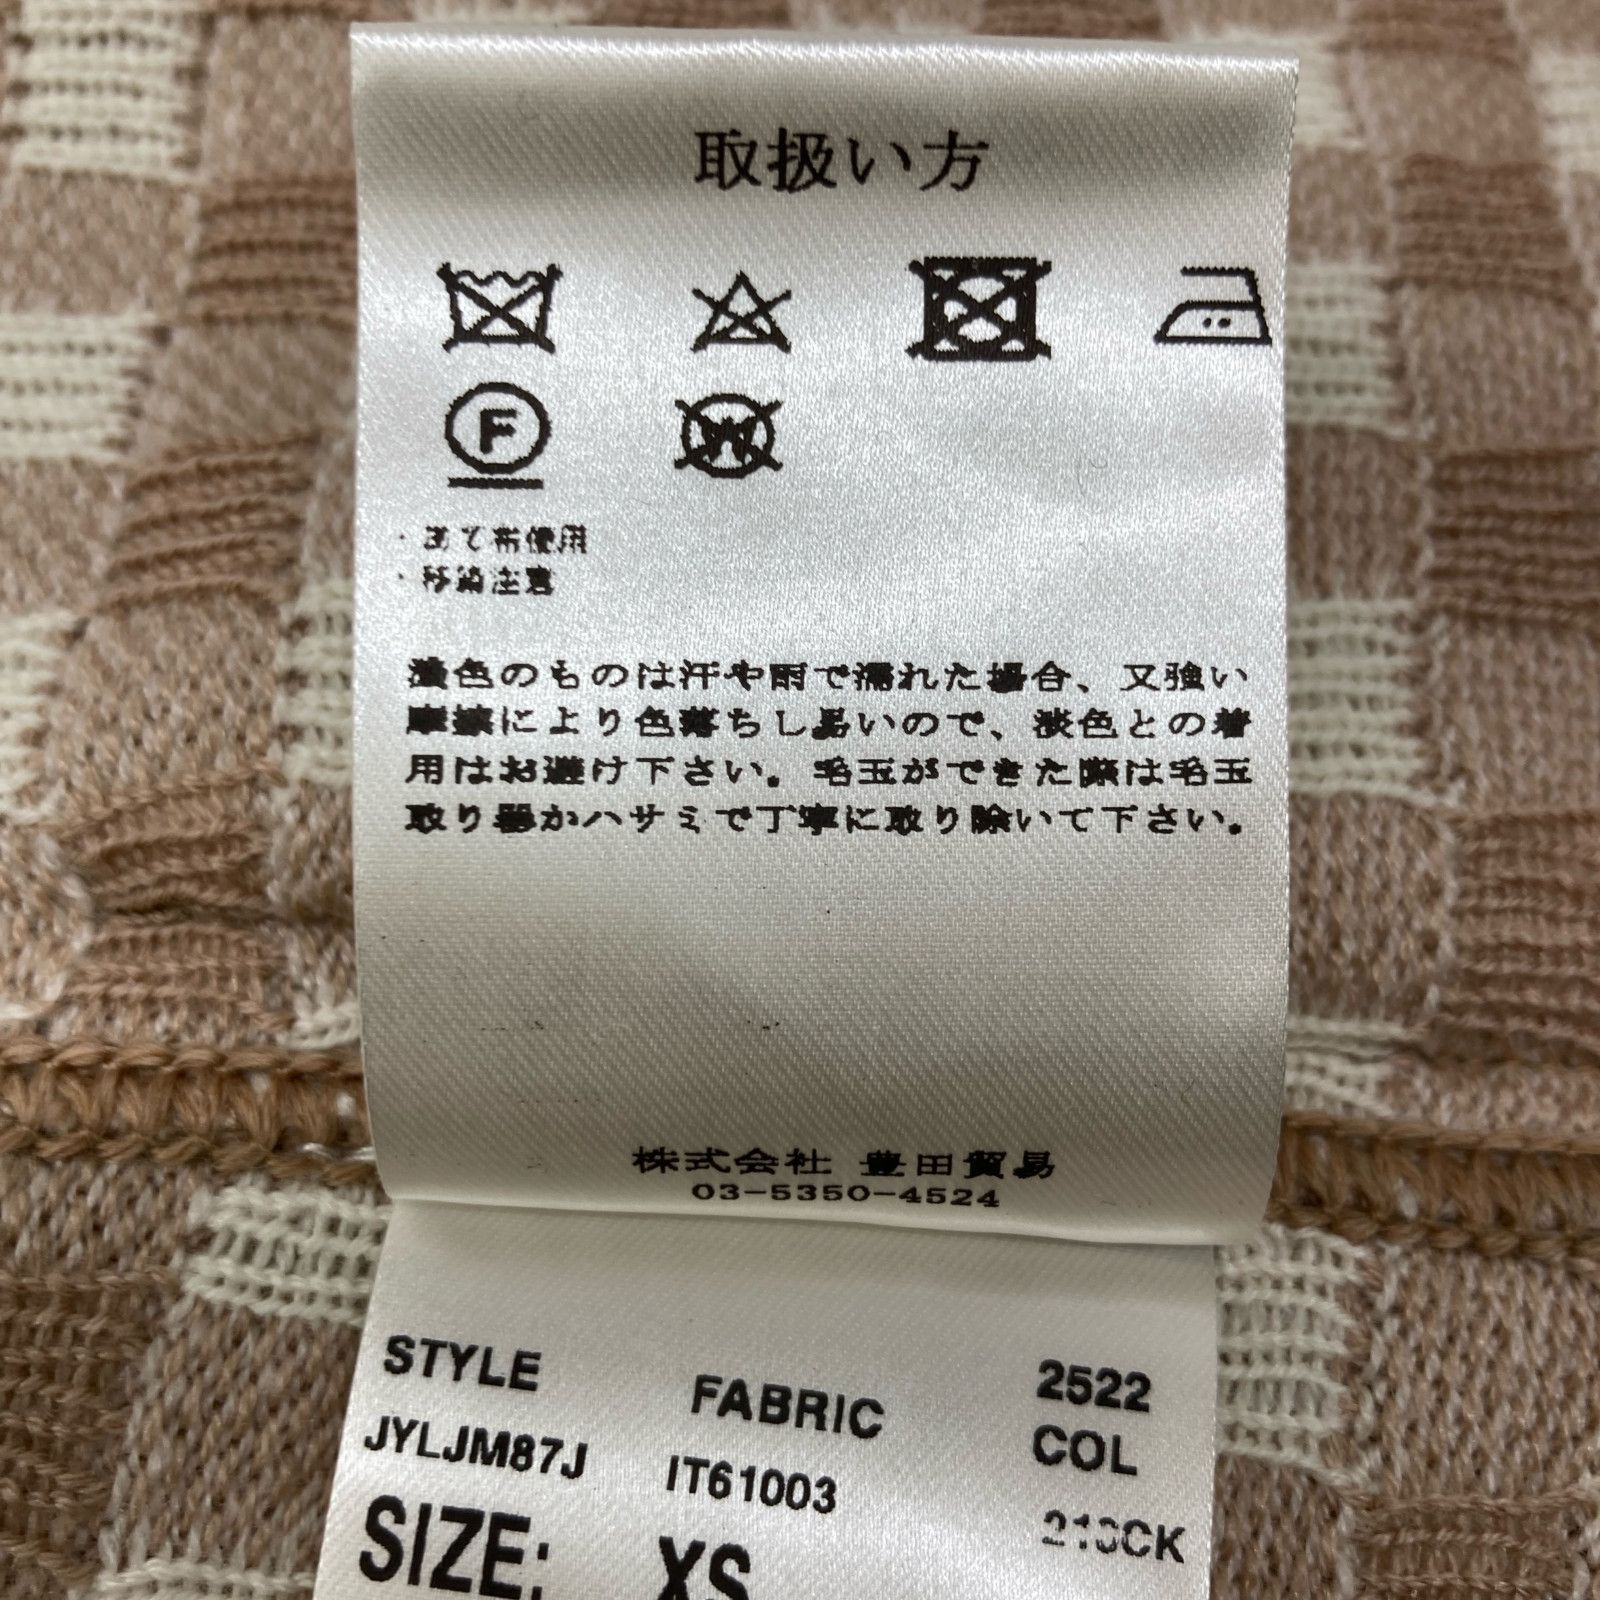 取扱い方
F
W
・あて布使用
・移染注意
濃色のものは汗や雨で濡れた場合、又強い
摩擦により色落ちし易いので、淡色との着
用はお避け下さい。毛玉ができた際は毛玉
取り器かハサミで丁寧に取り除いて下さい。
株式会社 豊田貿易
03-5350-4524
STYLE FABRIC 2522
COL
JYLJM87J IT61003
SIZE: XS